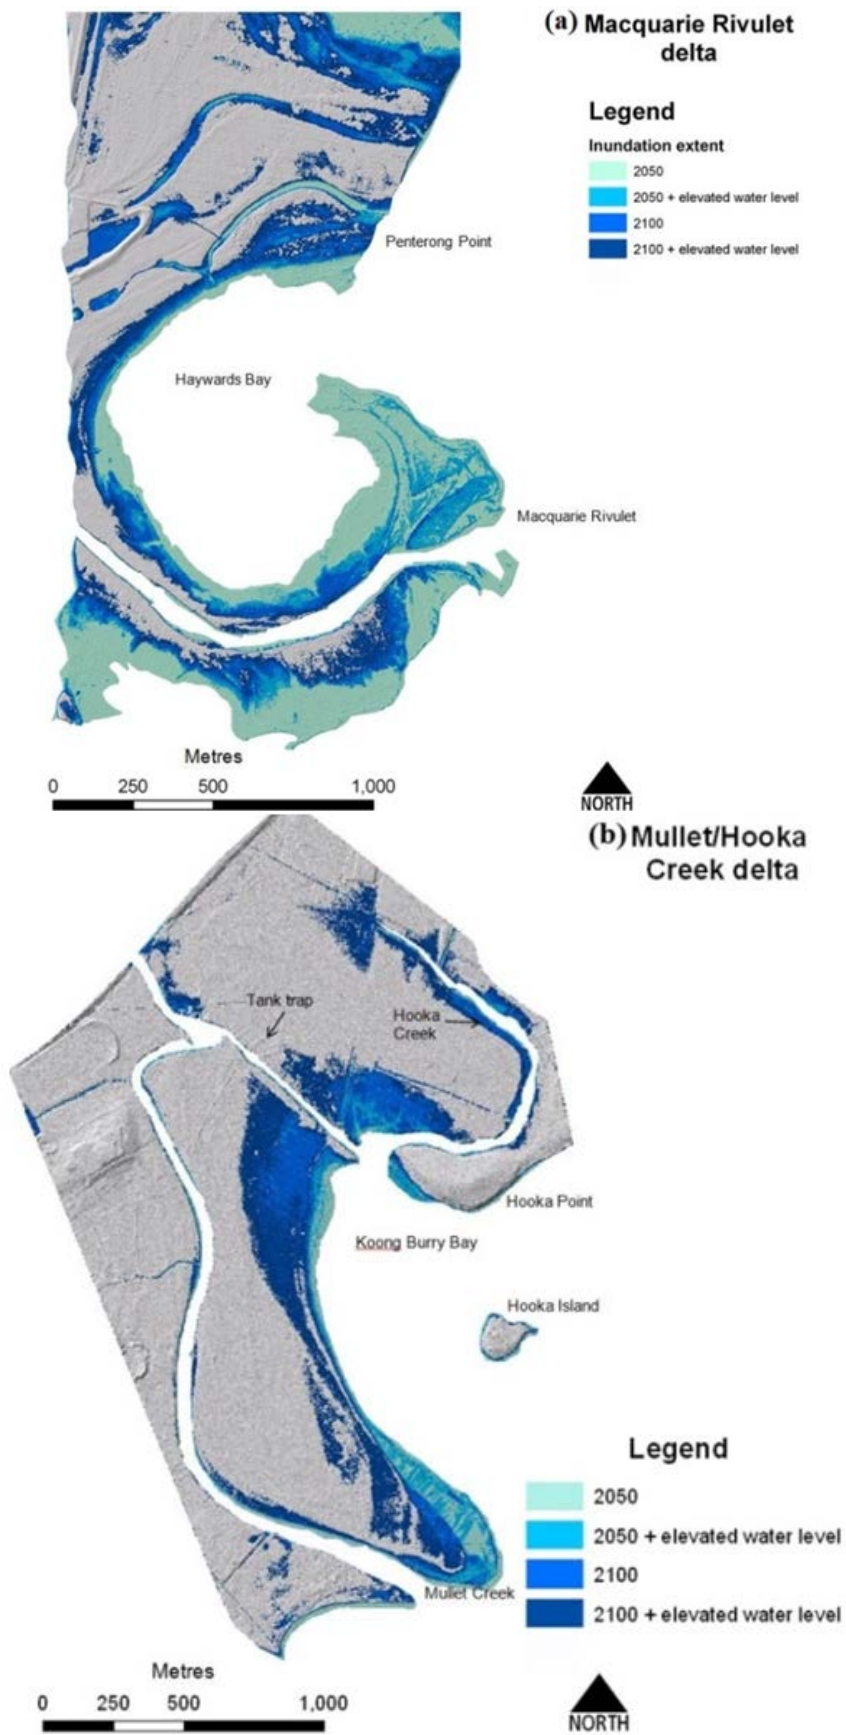 (a) Macquarie Rivulet
delta
Legend
Inundation extent
2050
2050 + elevated water level
2100
2100 + elevated water level
Penterong Point
Haywards Bay
Macquarie Rivulet
Metres
0 250 500 1,000
NORTH
(b) Mullet/Hooka
Creek delta
Tank trap
Hooka
Creek
Hooka Point
Koong Burry Bay
Hooka Island
Legend
2050
2050 + elevated water level
2100
2100 + elevated water level
Mullet Creek
Metres
0 250 500 1,000
NORTH